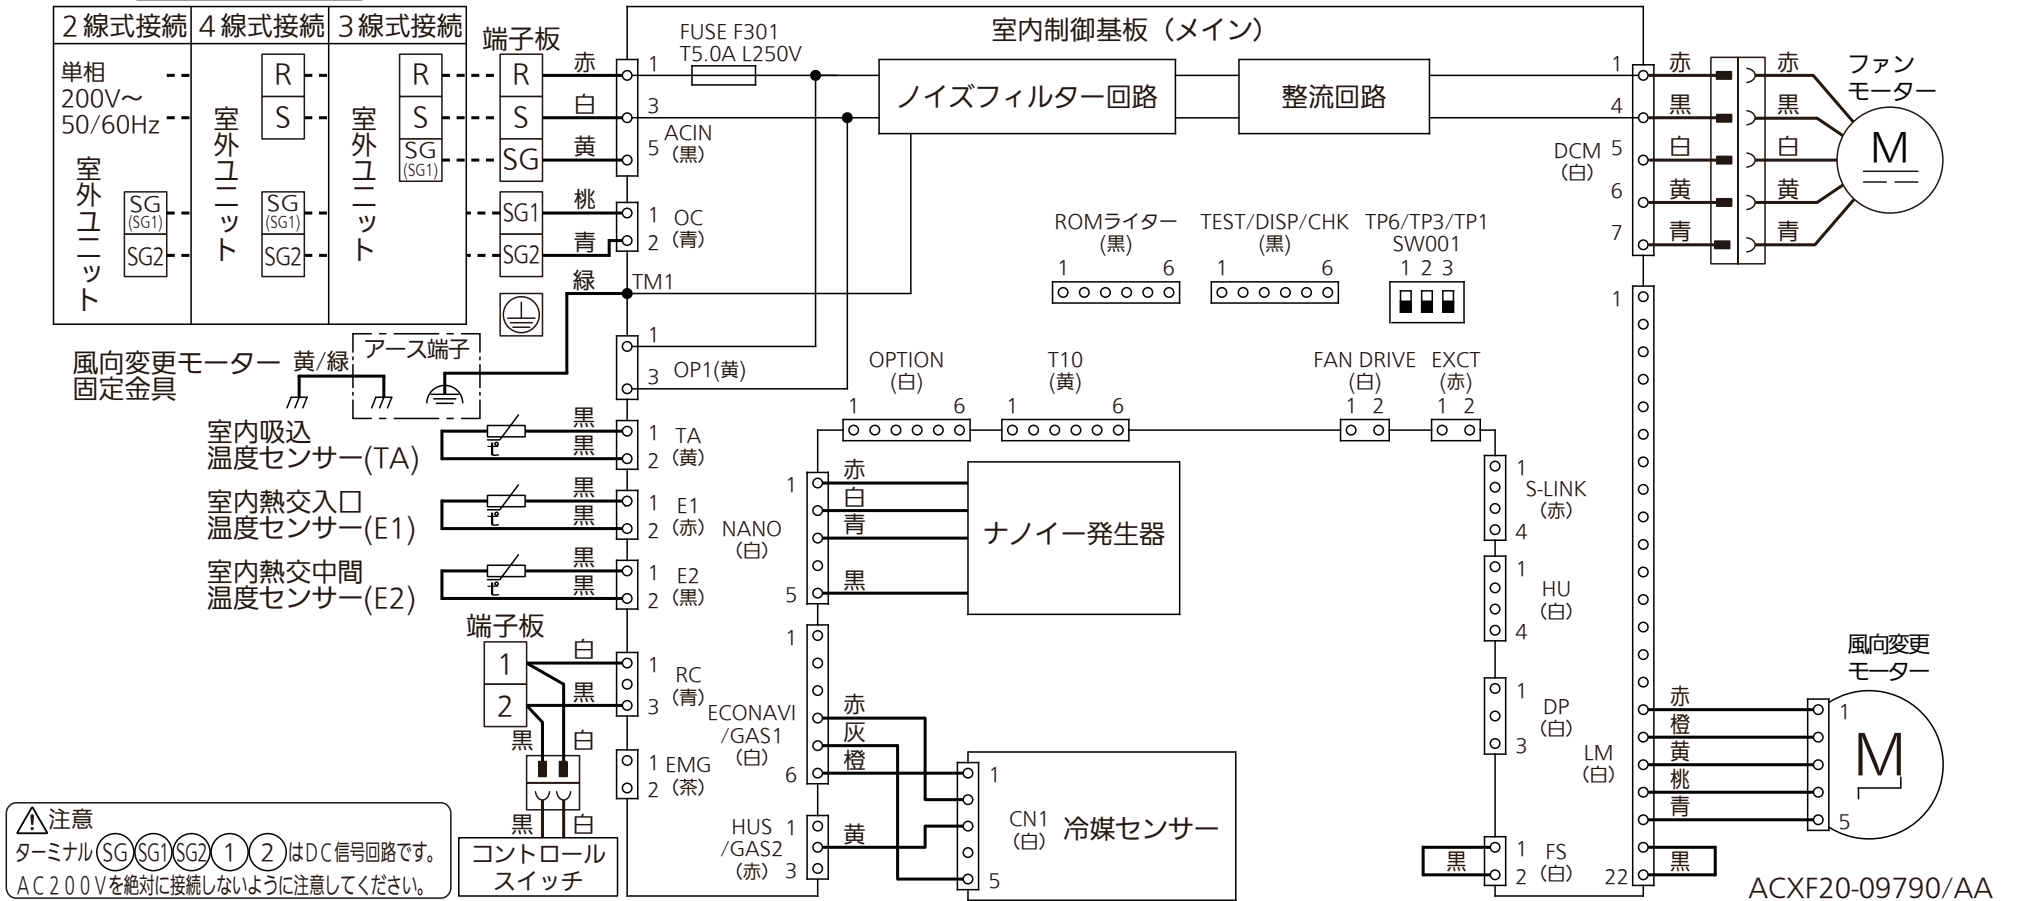 2線式接続
4線式接続
3線式接続
単相
200V～
50/60Hz
室外ユニット
SG
(SG1)
SG2
R
S
室外ユニット
SG
(SG1)
SG2
R
S
SG
(SG1)
室外ユニット
端子板
R
S
SG
SG1
SG2
赤
白
黄
桃
青
緑
1
3
5
ACIN
(黒)
1
2
OC
(青)
TM1
1
3
OP1(黄)
FUSE F301
T5.0A L250V
室内制御基板（メイン）
ノイズフィルター回路
整流回路
1
4
5
6
7
DCM
(白)
赤
黒
白
黄
青
赤
黒
白
黄
青
ファン
モーター
M
ROMライター
(黒)
1 6
TEST/DISP/CHK
(黒)
1 6
TP6/TP3/TP1
SW001
1 2 3
風向変更モーター
固定金具
黄/緑
アース端子
室内吸込
温度センサー(TA)
ピ
黒
黒
1
2
TA
(黄)
室内熱交入口
温度センサー(E1)
ピ
黒
黒
1
2
E1
(赤)
室内熱交中間
温度センサー(E2)
ピ
黒
黒
1
2
E2
(黒)
端子板
1
2
白
黒
1
3
RC
(青)
黒 白
黒 白
コントロール
スイッチ
1
2
EMG
(茶)
OPTION
(白)
1 6
T10
(黄)
1 6
FAN DRIVE
(白)
1 2
EXCT
(赤)
1 2
1
NANO
(白)
5
赤
白
青
黒
ナノイー発生器
1
ECONAVI
/GAS1
(白)
6
赤
灰
橙
HUS
/GAS2
(赤)
1
3
黄
1
5
CN1
(白)
冷媒センサー
1
S-LINK
(赤)
4
1
HU
(白)
4
1
DP
(白)
3
黒
1
2
FS
(白)
1
LM
(白)
22
赤
橙
黄
桃
青
黒
風向変更
モーター
1
5
M
⚠注意
ターミナルSG SG1 SG2 1 2はDC信号回路です。
AC200Vを絶対に接続しないように注意してください。
ACXF20-09790/AA